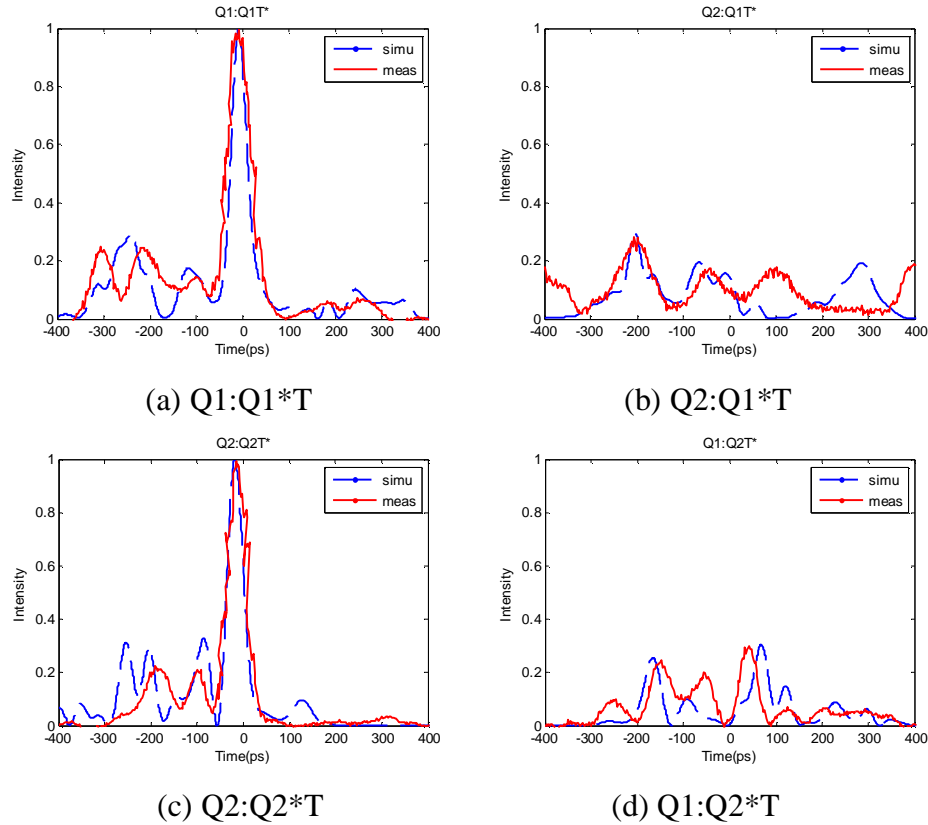 Q1:Q1T*
1
0.8
0.6
0.4
0.2
0
Intensity
simu
meas
-400 -300 -200 -100 0 100 200 300 400
Time(ps)
(a) Q1:Q1*T
Q2:Q1T*
1
0.8
0.6
0.4
0.2
0
Intensity
simu
meas
-400 -300 -200 -100 0 100 200 300 400
Time(ps)
(b) Q2:Q1*T
Q2:Q2T*
1
0.8
0.6
0.4
0.2
0
Intensity
simu
meas
-400 -300 -200 -100 0 100 200 300 400
Time(ps)
(c) Q2:Q2*T
Q1:Q2T*
1
0.8
0.6
0.4
0.2
0
Intensity
simu
meas
-400 -300 -200 -100 0 100 200 300 400
Time(ps)
(d) Q1:Q2*T